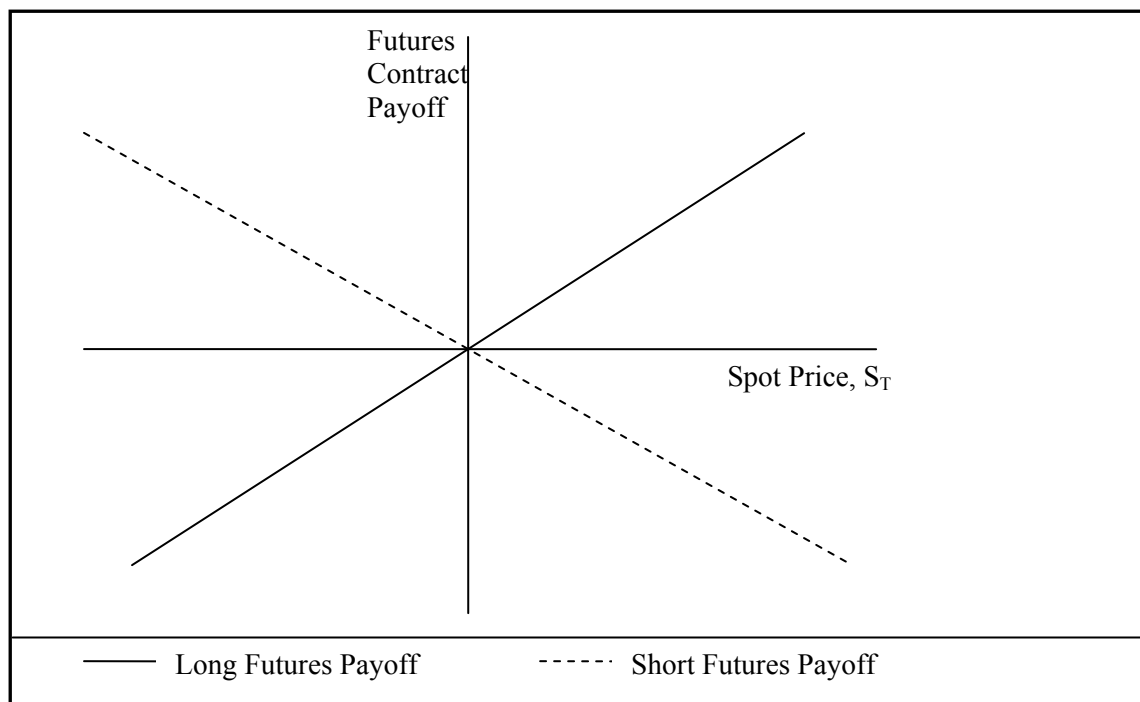 Futures
Contract
Payoff
Spot Price, S_T
Long Futures Payoff
Short Futures Payoff